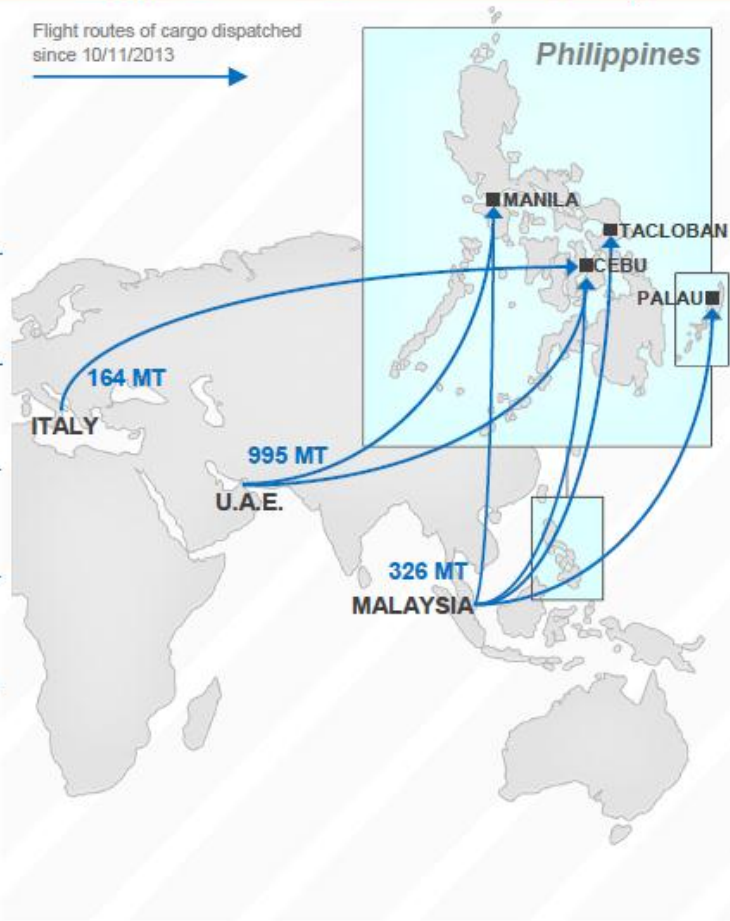 Flight routes of cargo dispatched
since 10/11/2013
Philippines
MANILA
TACLOBAN
CEBU
PALAU
164 MT
ITALY
995 MT
U.A.E.
326 MT
MALAYSIA